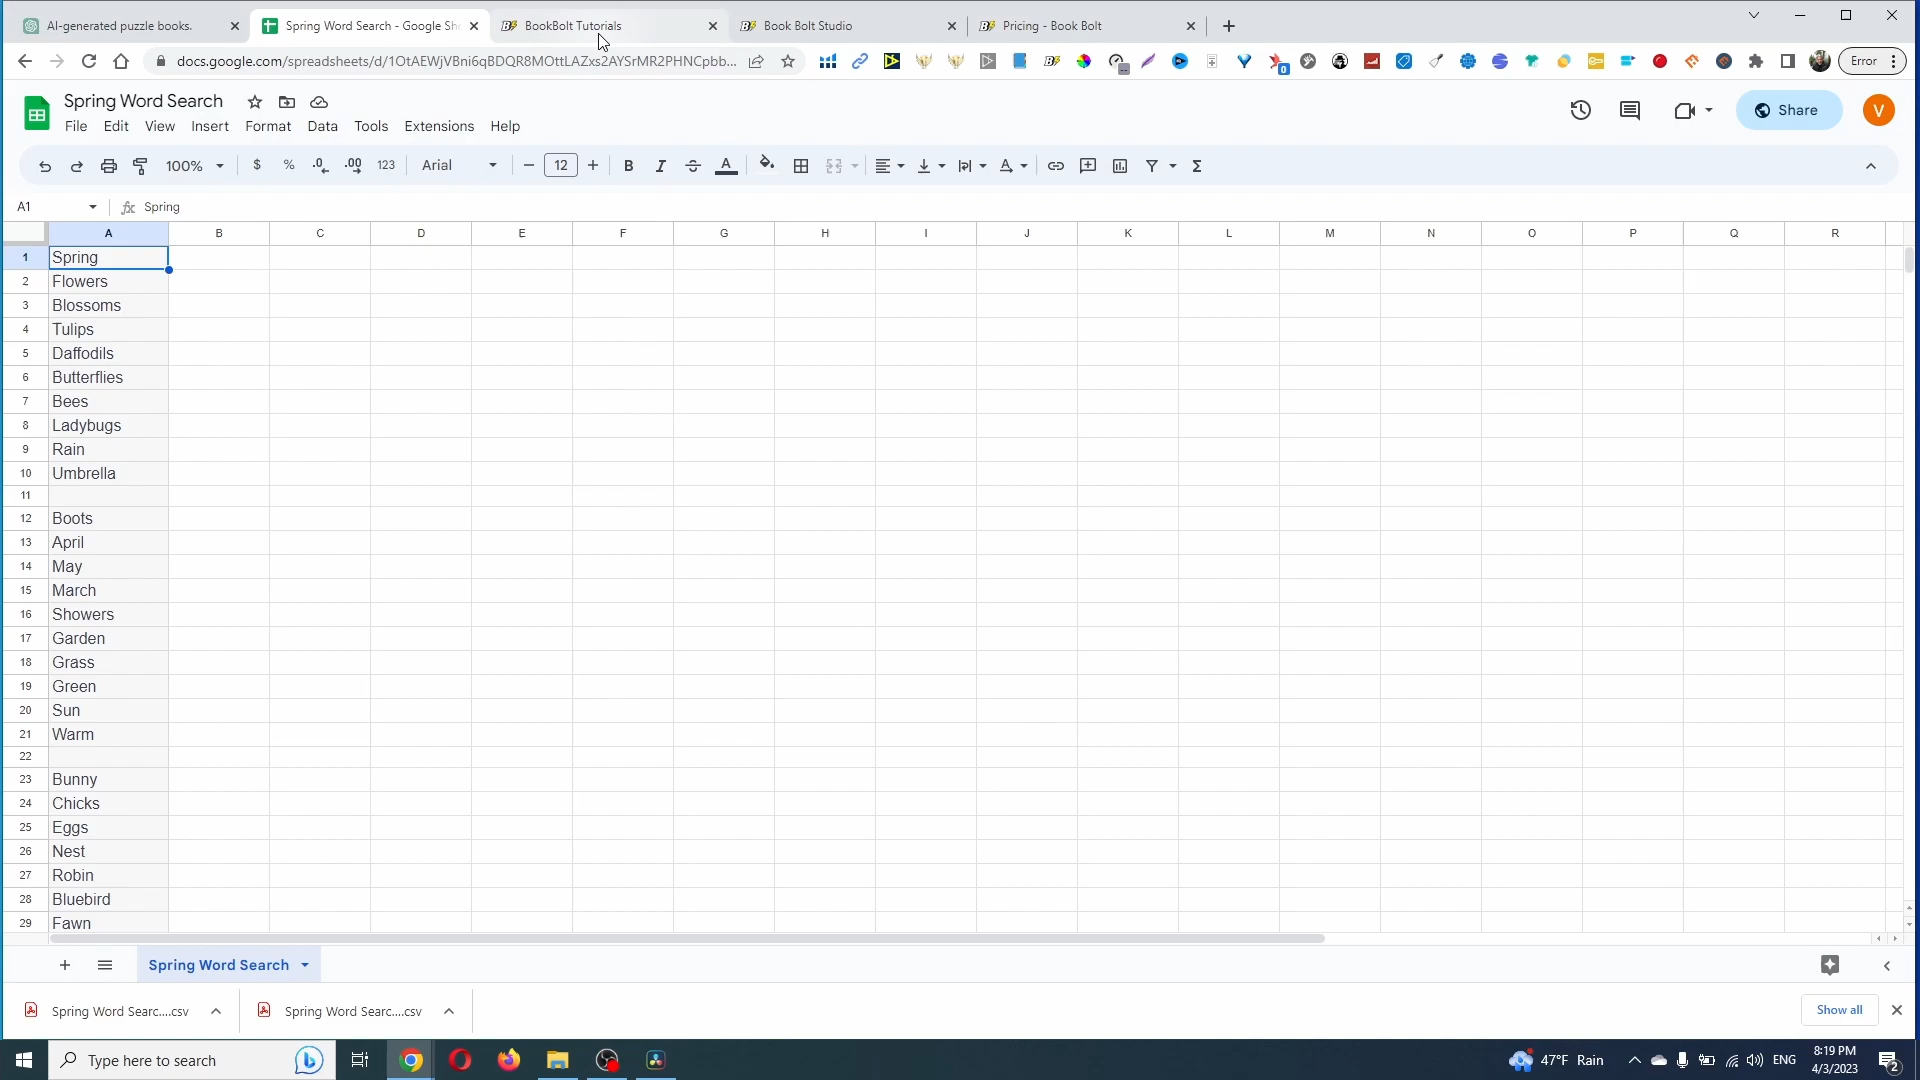 AI-generated puzzle books.
Spring Word Search - Google She
BookBolt Tutorials
Book Bolt Studio
Pricing - Book Bolt
docs.google.com/spreadsheets/d/1OtAEWjVBni6qBDQR8MOttLAZxs2AYSrMR2PHNCpbb...
Error
Spring Word Search
File Edit View Insert Format Data Tools Extensions Help
Share
V
100% $ % .0 .00 123 Arial 12 B I A Σ
A1 fx Spring
A B C D E F G H I J K L M N O P Q R
1 Spring
2 Flowers
3 Blossoms
4 Tulips
5 Daffodils
6 Butterflies
7 Bees
8 Ladybugs
9 Rain
10 Umbrella
11
12 Boots
13 April
14 May
15 March
16 Showers
17 Garden
18 Grass
19 Green
20 Sun
21 Warm
22
23 Bunny
24 Chicks
25 Eggs
26 Nest
27 Robin
28 Bluebird
29 Fawn
Spring Word Search
Spring Word Searc....csv
Spring Word Searc....csv
Show all
Type here to search
47°F Rain
ENG
8:19 PM
4/3/2023
2